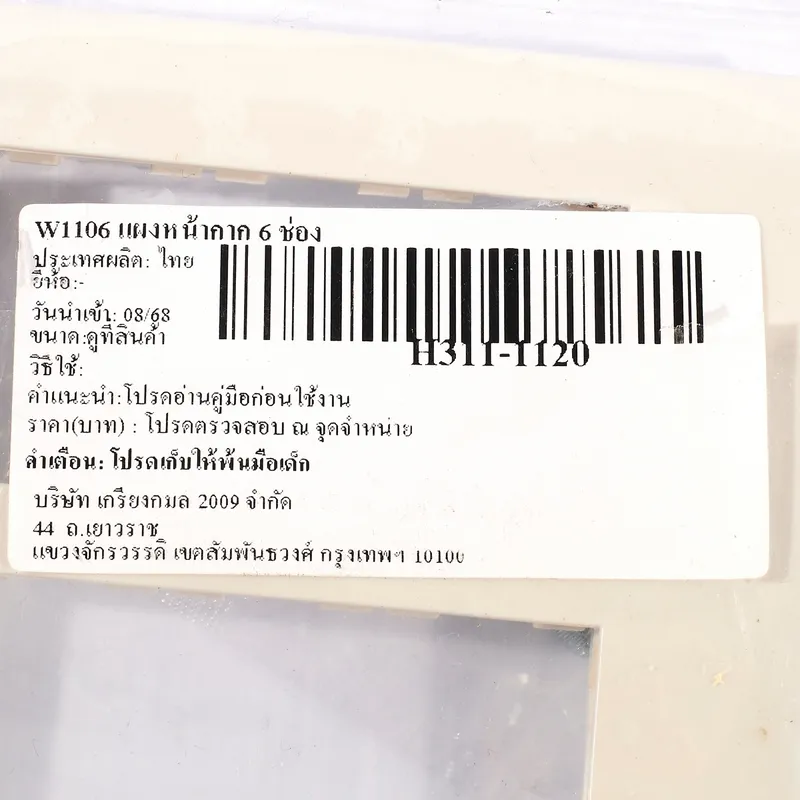 W1106 แผงหน้ากาก 6 ช่อง
ประเทศผลิต: ไทย
ยี่ห้อ:-
วันนำเข้า: 08/68
ขนาด:ดูที่สินค้า
H311-1120
วิธีใช้:
คำแนะนำ:โปรดอ่านคู่มือก่อนใช้งาน
ราคา(บาท) : โปรดตรวจสอบ ณ จุดจำหน่าย
คำเตือน: โปรดเก็บให้พ้นมือเด็ก
บริษัท เกรียงกมล 2009 จำกัด
44 ถ.เยาวราช
แขวงจักรวรรดิ์ เขตสัมพันธวงศ์ กรุงเทพฯ 10100